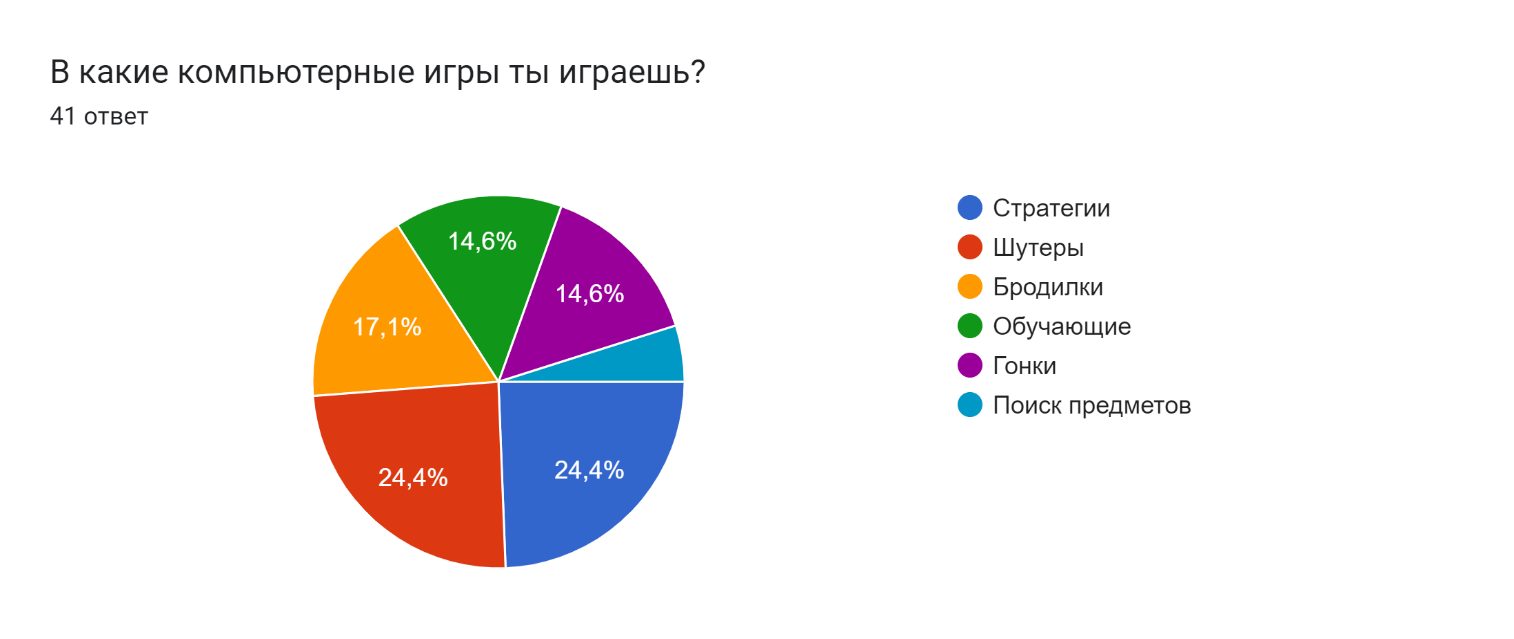 В какие компьютерные игры ты играешь?
41 ответ
14,6%
14,6%
17,1%
24,4%
24,4%
Стратегии
Шутеры
Бродилки
Обучающие
Гонки
Поиск предметов